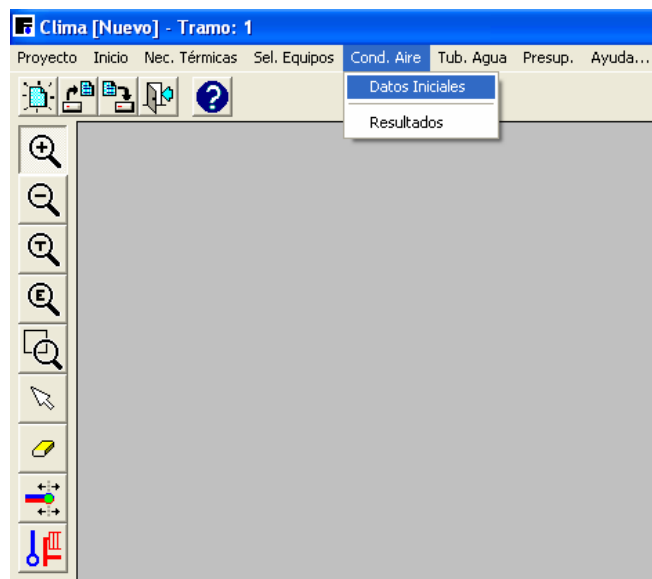 Clima [Nuevo] - Tramo: 1
Proyecto Inicio Nec. Térmicas Sel. Equipos Cond. Aire Tub. Agua Presup. Ayuda...
Datos Iniciales
Resultados
T
E